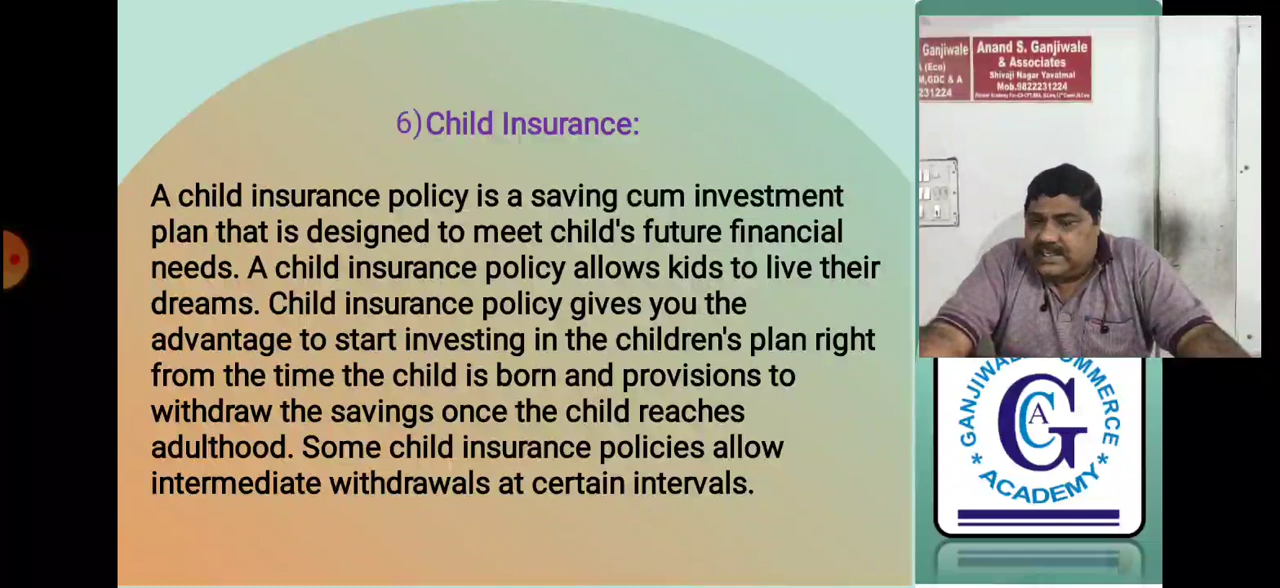 6)Child Insurance:
A child insurance policy is a saving cum investment
plan that is designed to meet child's future financial
needs. A child insurance policy allows kids to live their
dreams. Child insurance policy gives you the
advantage to start investing in the children's plan right
from the time the child is born and provisions to
withdraw the savings once the child reaches
adulthood. Some child insurance policies allow
intermediate withdrawals at certain intervals.
Ganjiwale
(Eco)
M,GDC & A
231224
Anand S. Ganjiwale
& Associates
Shivaji Nagar Yavatmal
Mob.9822231224
GCA
* ACADEMY *